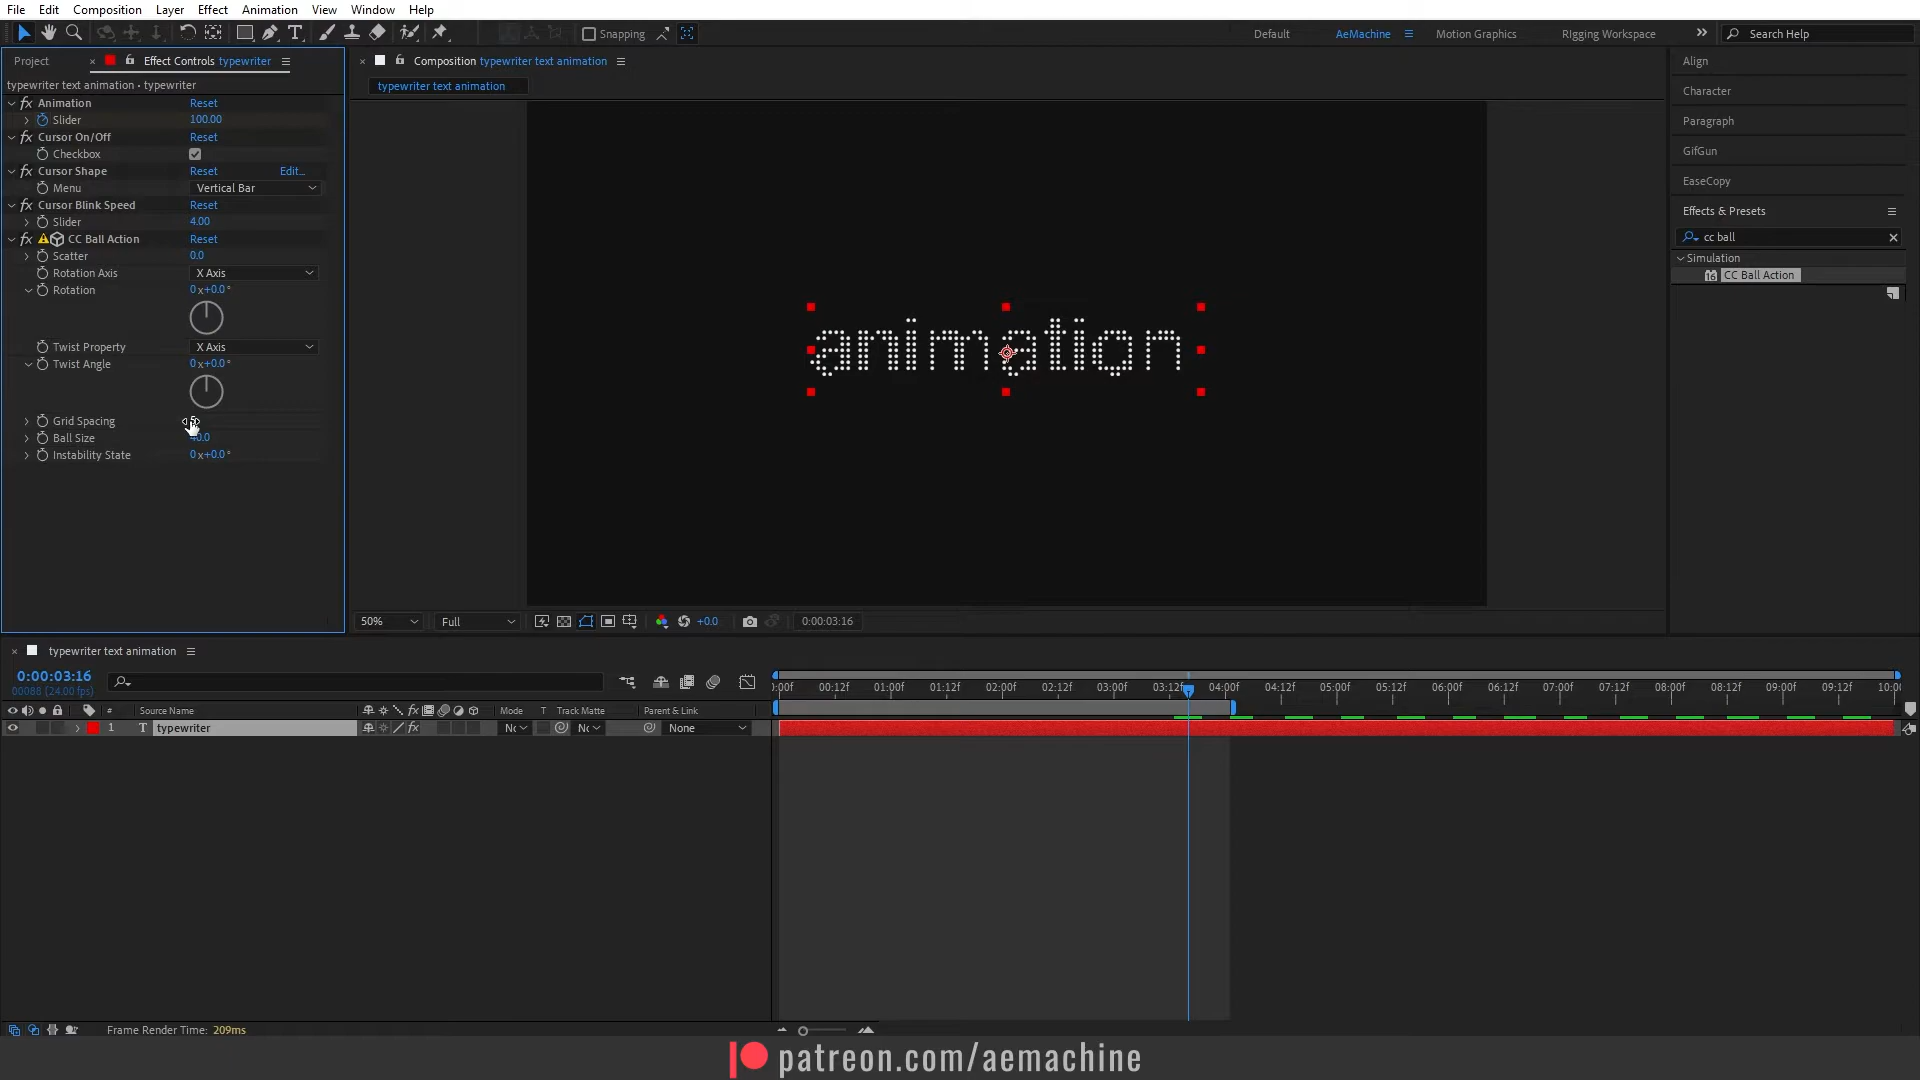 File Edit Composition Layer Effect Animation View Window Help
Snapping
Default AeMachine Motion Graphics RIgging Workspace Search Help
Project Effect Controls typewriter
typewriter text animation • typewriter
fx Animation Reset
Slider 100.00
fx Cursor On/Off Reset
Checkbox
fx Cursor Shape Reset Edit...
Menu Vertical Bar
fx Cursor Blink Speed Reset
Slider 4.00
fx CC Ball Action Reset
Scatter 0.0
Rotation Axis X Axis
Rotation 0 x+0.0 °
Twist Property X Axis
Twist Angle 0 x+0.0 °
Grid Spacing
Ball Size
Instability State 0 x+0.0 °
Composition typewriter text animation
typewriter text animation
animation
50% Full +0.0 0:00:03:16
Align
Character
Paragraph
GifGun
EaseCopy
Effects & Presets
cc ball
Simulation
16 CC Ball Action
typewriter text animation
0:00:03:16
00088 (24.00 fps)
:00f 00:12f 01:00f 01:12f 02:00f 02:12f 03:00f 03:12f 04:00f 04:12f 05:00f 05:12f 06:00f 06:12f 07:00f 07:12f 08:00f 08:12f 09:00f 09:12f 10:0
# Source Name fx Mode T Track Matte Parent & Link
1 T typewriter fx Nc Nc None
Frame Render Time: 209ms
patreon.com/aemachine